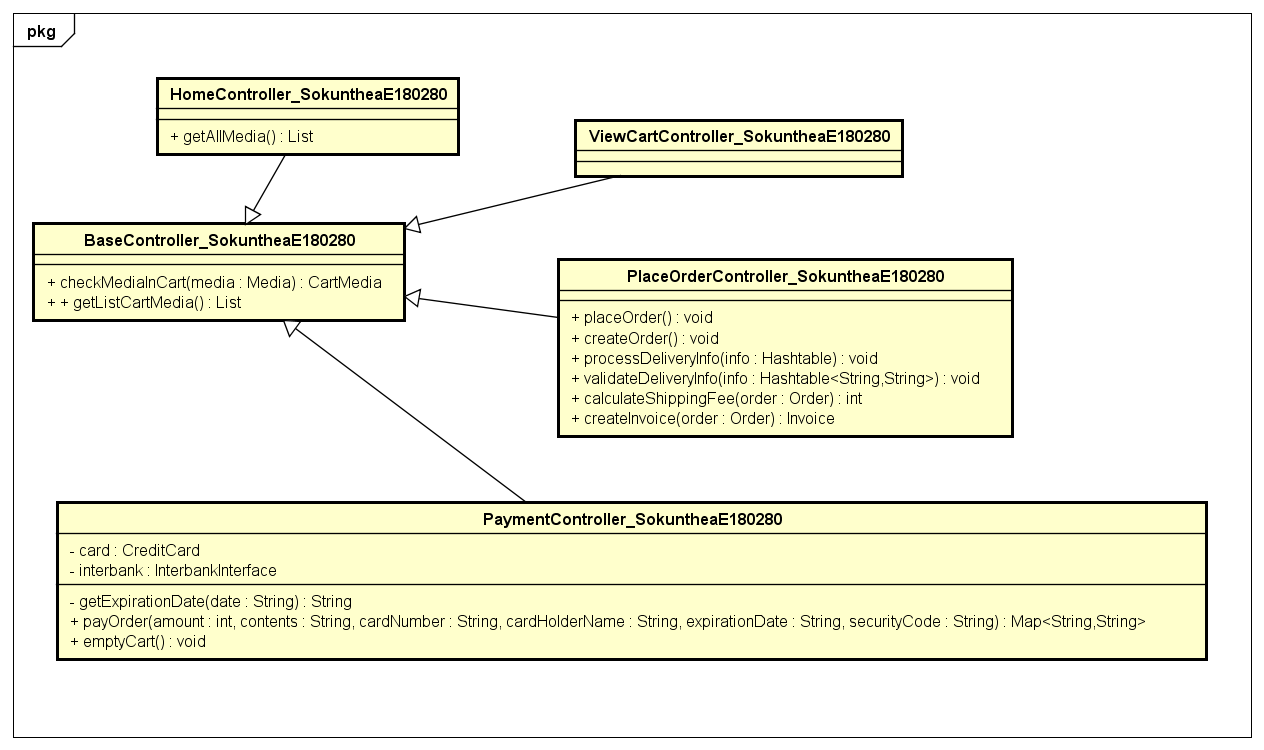 pkg
HomeController_SokuntheaE180280
+ getAllMedia() : List
ViewCartController_SokuntheaE180280
BaseController_SokuntheaE180280
+ checkMediaInCart(media : Media) : CartMedia
+ + getListCartMedia() : List
PlaceOrderController_SokuntheaE180280
+ placeOrder() : void
+ createOrder() : void
+ processDeliveryInfo(info : Hashtable) : void
+ validateDeliveryInfo(info : Hashtable<String,String>) : void
+ calculateShippingFee(order : Order) : int
+ createInvoice(order : Order) : Invoice
PaymentController_SokuntheaE180280
- card : CreditCard
- interbank : InterbankInterface
- getExpirationDate(date : String) : String
+ payOrder(amount : int, contents : String, cardNumber : String, cardHolderName : String, expirationDate : String, securityCode : String) : Map<String,String>
+ emptyCart() : void